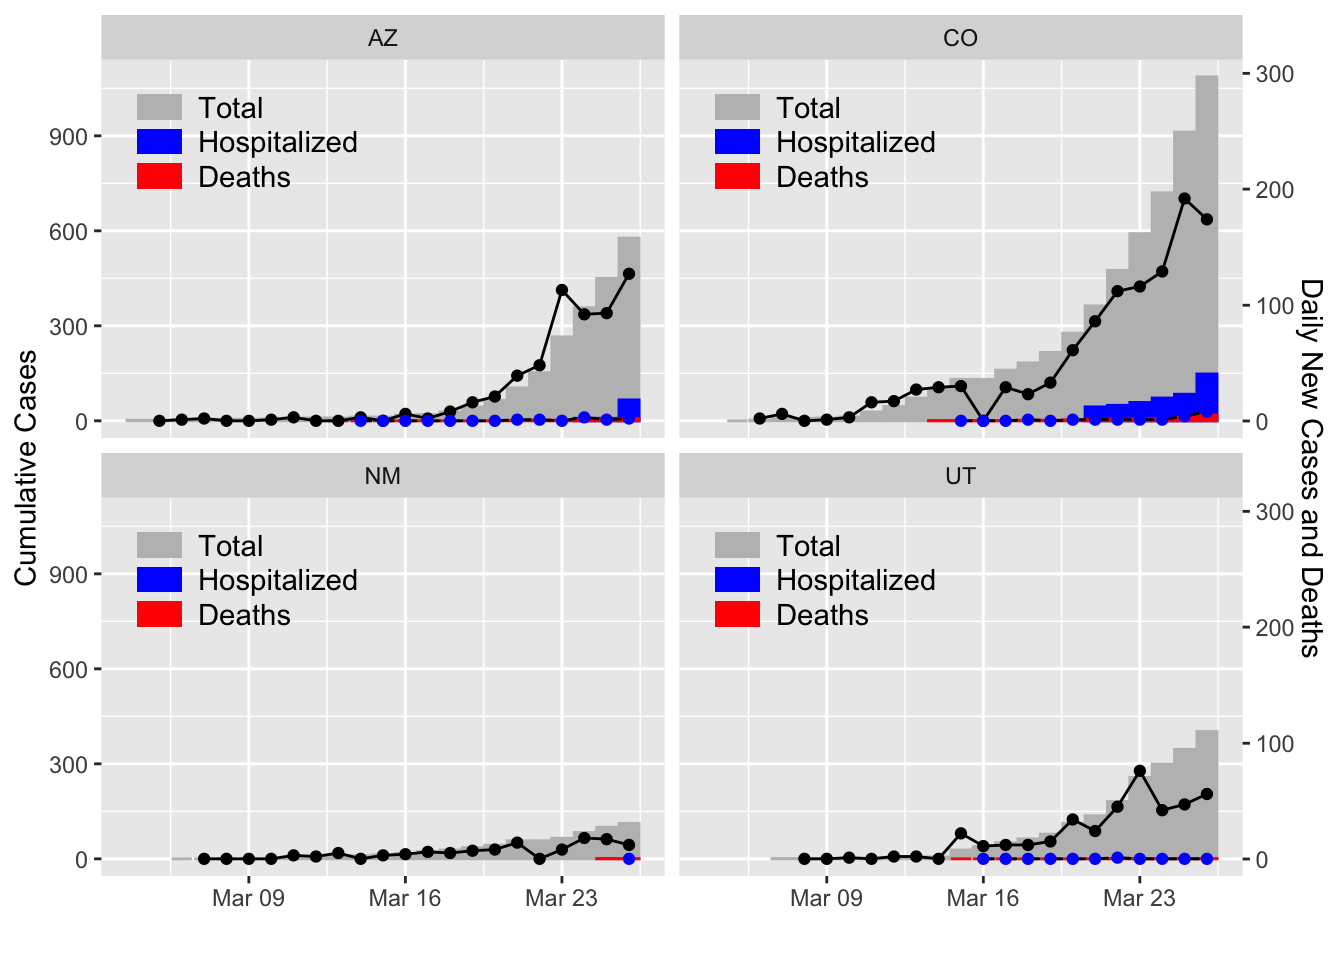 AZ
CO
Total
Hospitalized
Deaths
Total
Hospitalized
Deaths
900
600
300
0
300
200
100
0
NM
UT
Total
Hospitalized
Deaths
Total
Hospitalized
Deaths
900
600
300
0
300
200
100
0
Mar 09
Mar 16
Mar 23
Mar 09
Mar 16
Mar 23
Cumulative Cases
Daily New Cases and Deaths